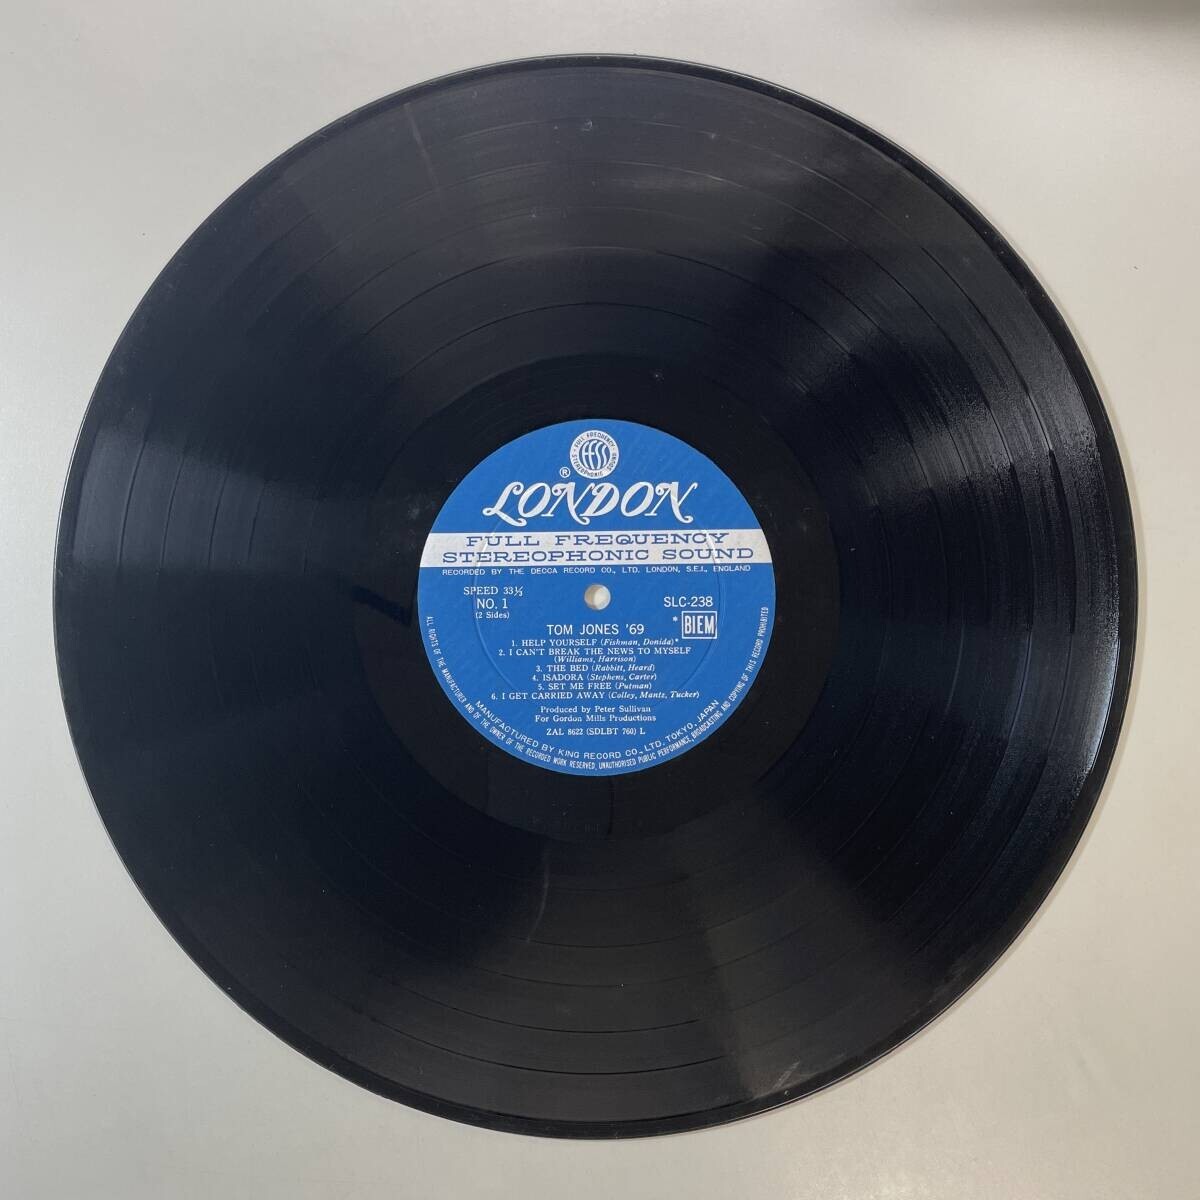 FULL FREQUENCY
FFSS
STEREOPHONIC SOUND
®
LONDON
FULL FREQUENCY
STEREOPHONIC SOUND
RECORDED BY THE DECCA RECORD CO., LTD. LONDON, S.E.I., ENGLAND
SPEED 33⅓
NO. 1
(2 Sides)
SLC-238
* BIEM
TOM JONES '69
1. HELP YOURSELF (Fishman, Donida)*
2. I CAN'T BREAK THE NEWS TO MYSELF
(Williams, Harrison)
3. THE BED (Rabbitt, Heard)
4. ISADORA (Stephens, Carter)
5. SET ME FREE (Putman)
6. I GET CARRIED AWAY (Colley, Mantz, Tucker)
Produced by Peter Sullivan
For Gordon Mills Productions
ZAL 8622 (SDLBT 760) L
MANUFACTURED BY KING RECORD CO., LTD. TOKYO, JAPAN
ALL RIGHTS OF THE MANUFACTURER AND OF THE OWNER OF THE RECORDED WORK RESERVED, UNAUTHORISED PUBLIC PERFORMANCE, BROADCASTING AND COPYING OF THIS RECORD PROHIBITED